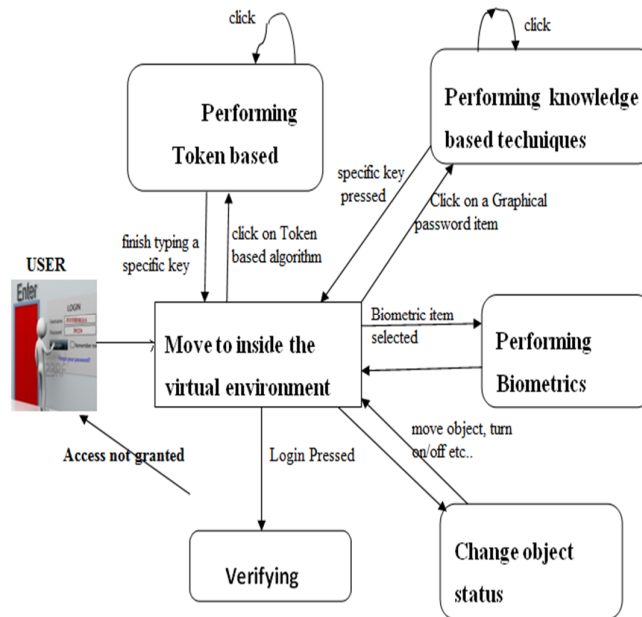 click
click
Performing
Token based
Performing knowledge
based techniques
specific key
pressed
Click on a Graphical
password item
finish typing a
specific key
click on Token
based algorithm
USER
Enter
LOGIN
Move to inside the
virtual environment
Biometric item
selected
Performing
Biometrics
Access not granted
Login Pressed
move object, turn
on/off etc..
Verifying
Change object
status